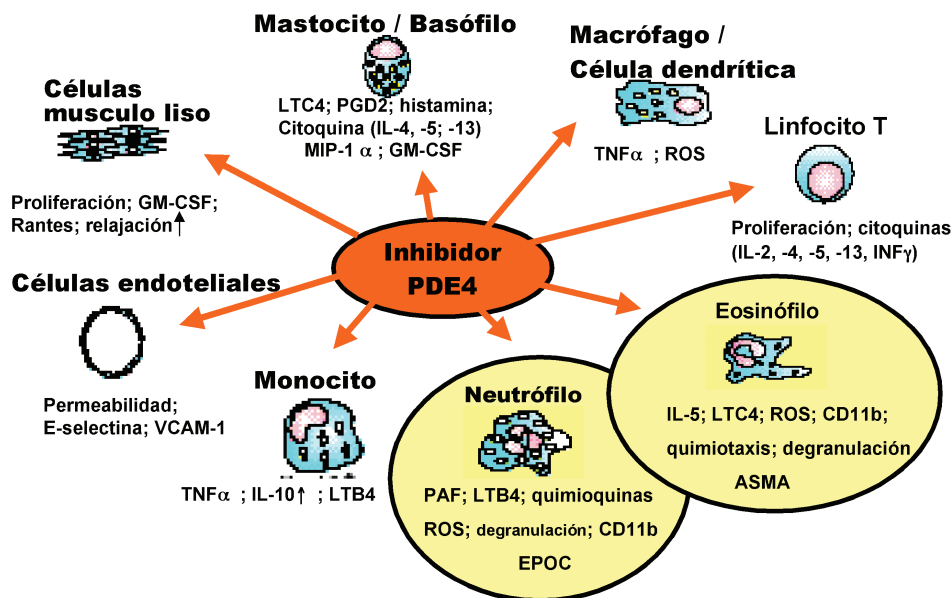 Mastocito / Basófilo
LTC4; PGD2; histamina;
Citoquina (IL-4, -5; -13)
MIP-1 α; GM-CSF
Macrófago /
Célula dendrítica
TNFα ; ROS
Células
musculo liso
Proliferación; GM-CSF;
Rantes; relajación↑
Linfocito T
Proliferación; citoquinas
(IL-2, -4, -5, -13, INFγ)
Inhibidor
PDE4
Células endoteliales
Permeabilidad;
E-selectina; VCAM-1
Monocito
TNFα ; IL-10↑ ; LTB4
Neutrófilo
PAF; LTB4; quimioquinas
ROS; degranulación; CD11b
EPOC
Eosinófilo
IL-5; LTC4; ROS; CD11b;
quimiotaxis; degranulación
ASMA